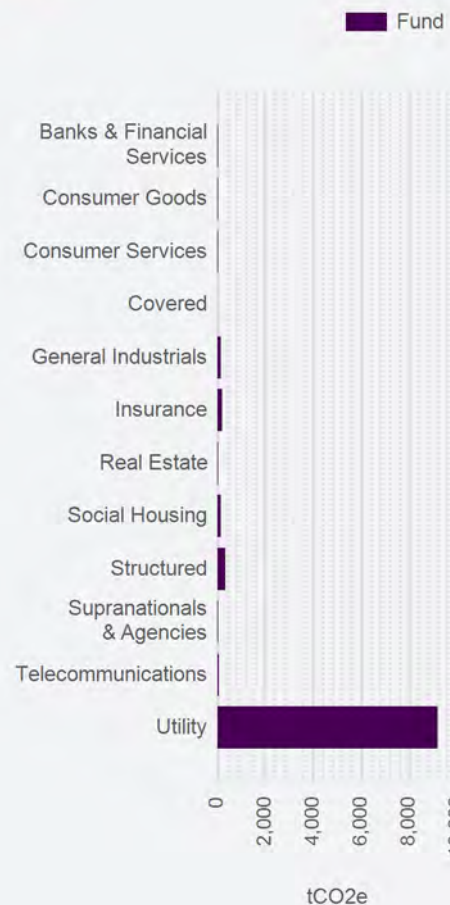 Fund
Banks & Financial
Services
Consumer Goods
Consumer Services
Covered
General Industrials
Insurance
Real Estate
Social Housing
Structured
Supranationals
& Agencies
Telecommunications
Utility
0
2,000
4,000
6,000
8,000
tCO2e